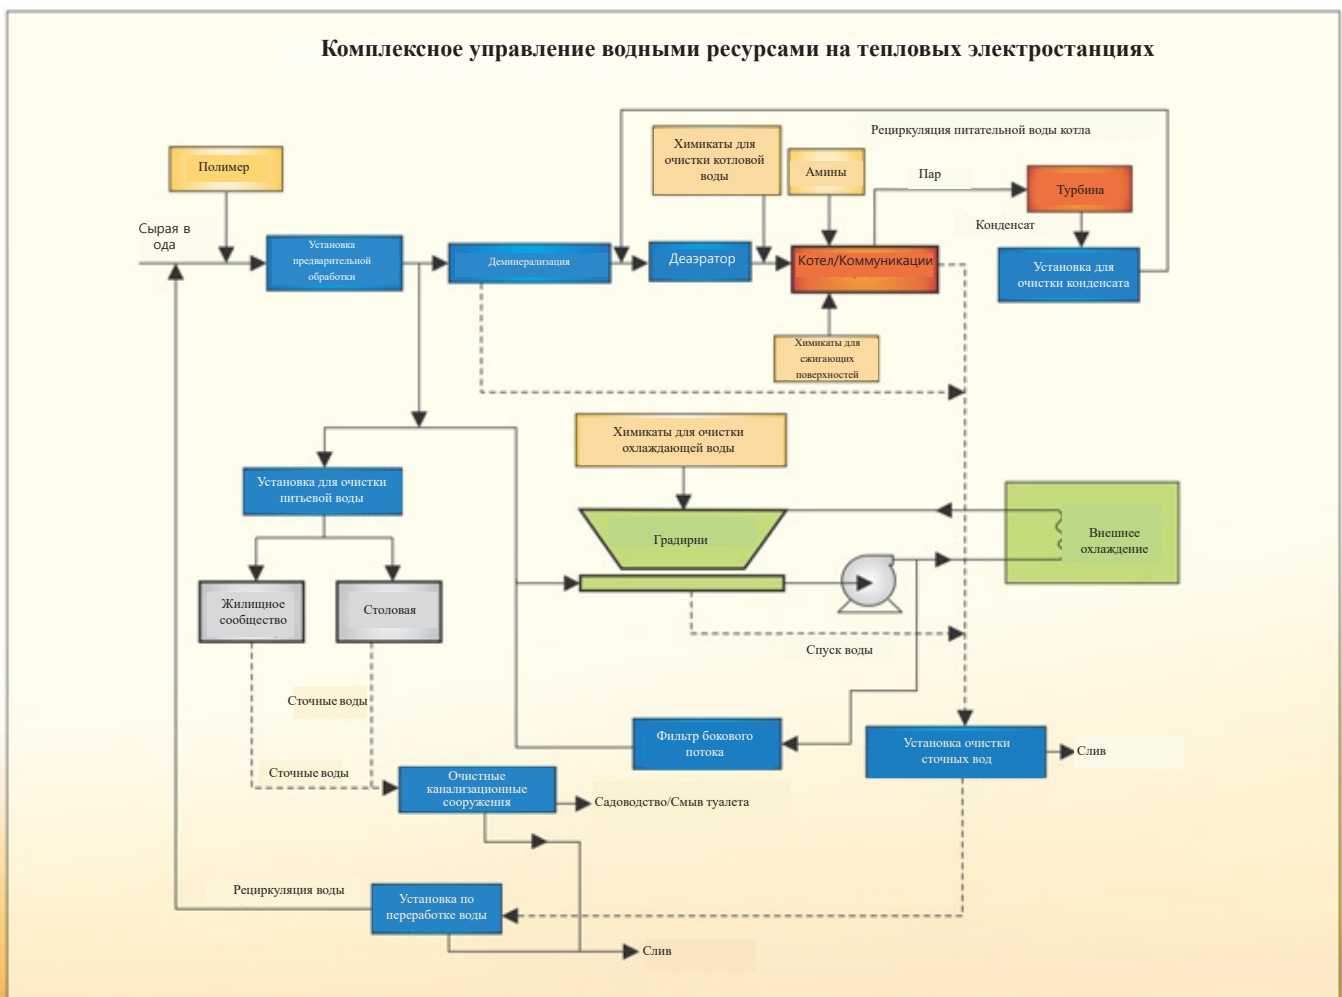 Комплексное управление водными ресурсами на тепловых электростанциях
Рециркуляция питательной воды котла
Химикаты для
очистки котловой
воды
Полимер
Амины
Пар
Турбина
Сырая в
ода
Конденсат
Установка
предварительной
обработки
Деминерализация
Деаэратор
Котел/Коммуникации
Установка для
очистки конденсата
Химикаты для
сжигающих
поверхностей
Химикаты для очистки
охлаждающей воды
Установка для очистки
питьевой воды
Градирни
Внешнее
охлаждение
Жилищное
сообщество
Столовая
Спуск воды
Сточные воды
Фильтр бокового
потока
Установка очистки
сточных вод
Слив
Сточные воды
Очистные
канализационные
сооружения
Садоводство/Смыв туалета
Рециркуляция воды
Установка по
переработке воды
Слив